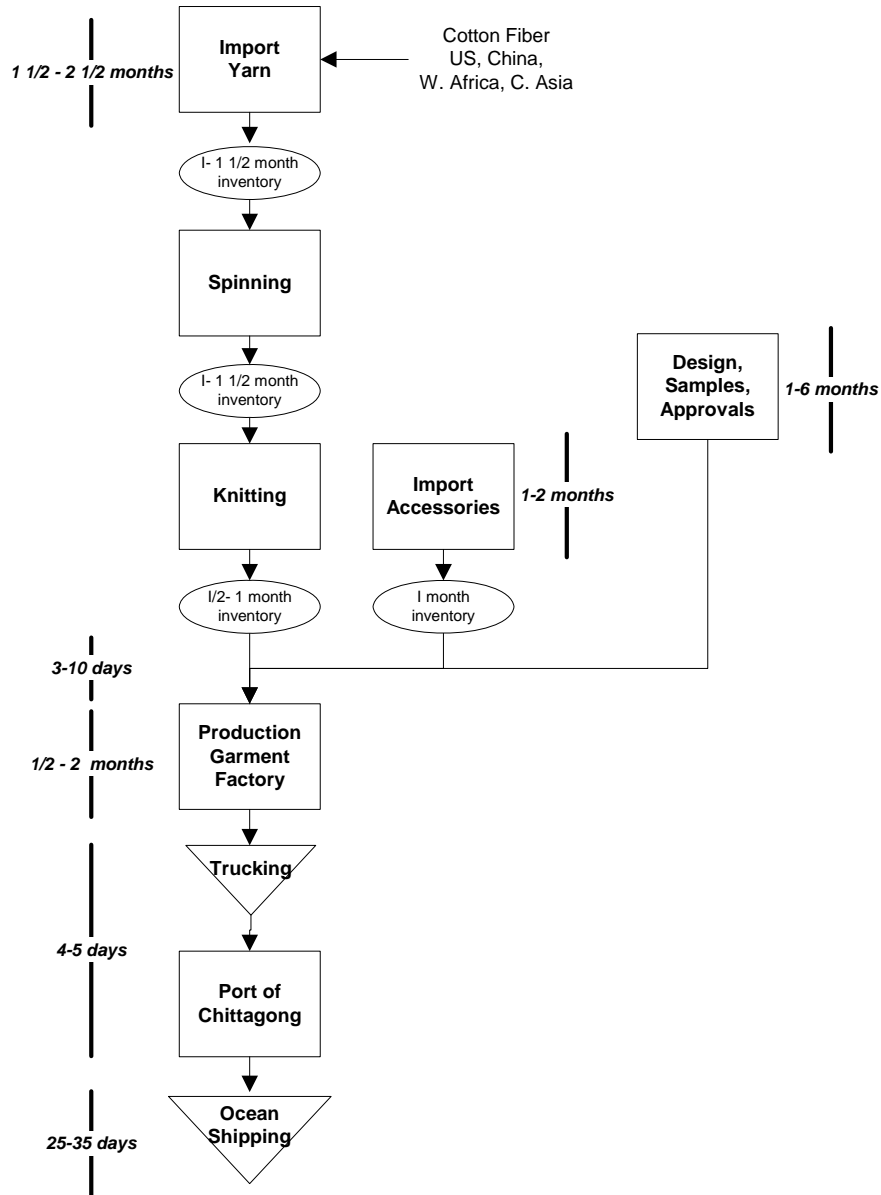 Import
Yarn
Cotton Fiber
US, China,
W. Africa, C. Asia
1 1/2 - 2 1/2 months
I- 1 1/2 month
inventory
Spinning
I- 1 1/2 month
inventory
Design,
Samples,
Approvals
1-6 months
Knitting
Import
Accessories
1-2 months
I/2- 1 month
inventory
I month
inventory
3-10 days
Production
Garment
Factory
1/2 - 2 months
Trucking
4-5 days
Port of
Chittagong
Ocean
Shipping
25-35 days